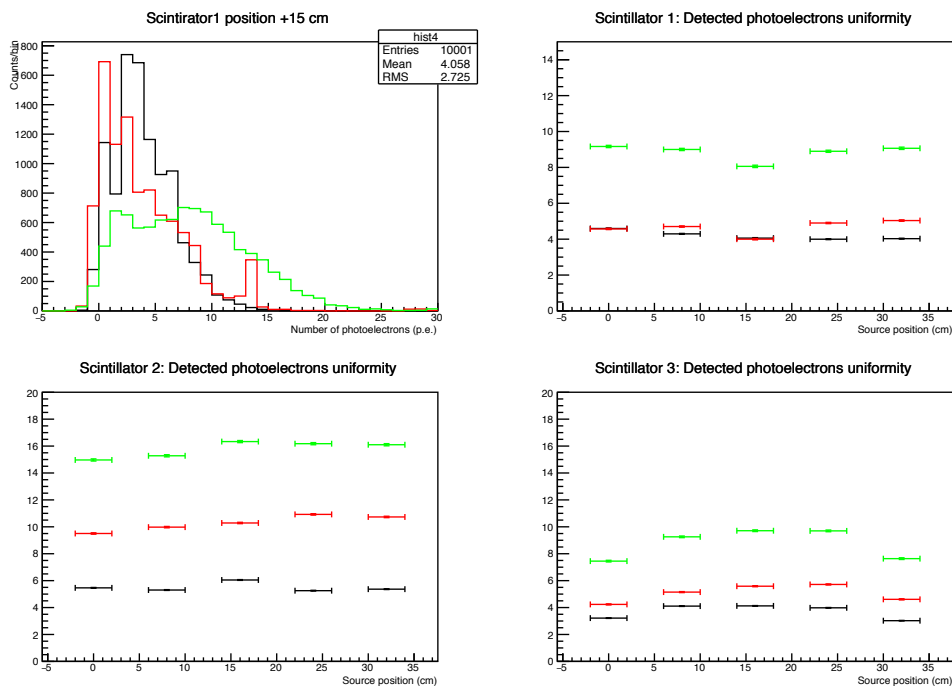 Scintirator1 position +15 cm
Counts/bin
1800
1600
1400
1200
1000
800
600
400
200
0
hist4
Entries 10001
Mean 4.058
RMS 2.725
-5 0 5 10 15 20 25 30
Number of photoelectrons (p.e.)
Scintillator 1: Detected photoelectrons uniformity
14
12
10
8
6
4
2
0
-5 0 5 10 15 20 25 30 35
Source position (cm)
Scintillator 2: Detected photoelectrons uniformity
20
18
16
14
12
10
8
6
4
2
0
-5 0 5 10 15 20 25 30 35
Source position (cm)
Scintillator 3: Detected photoelectrons uniformity
20
18
16
14
12
10
8
6
4
2
0
-5 0 5 10 15 20 25 30 35
Source position (cm)